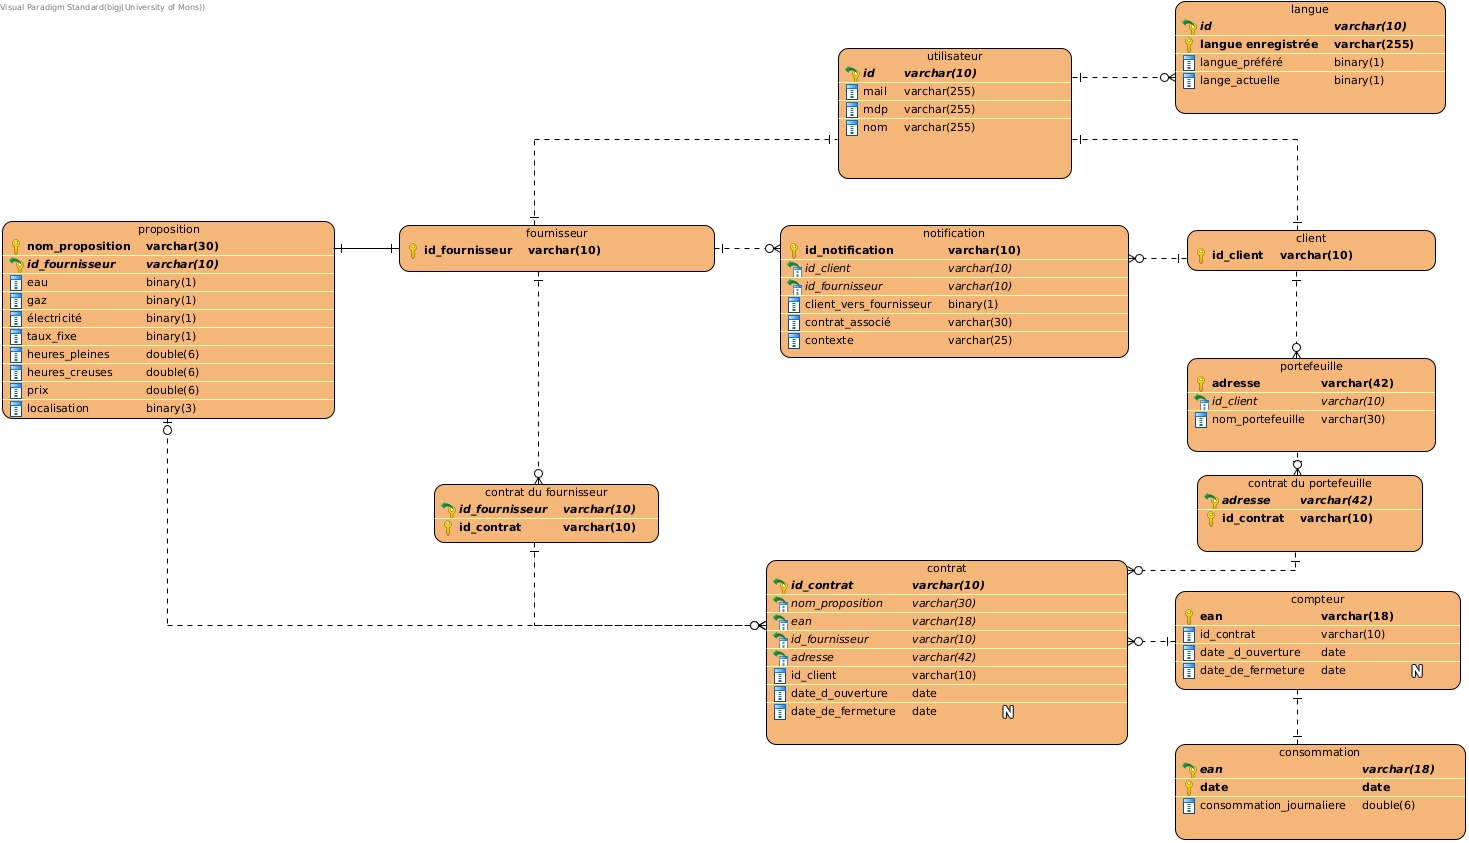 Visual Paradigm Standard(bigj(University of Mons))
langue
id varchar(10)
langue enregistrée varchar(255)
langue_préféré binary(1)
lange_actuelle binary(1)
utilisateur
id varchar(10)
mail varchar(255)
mdp varchar(255)
nom varchar(255)
proposition
nom_proposition varchar(30)
id_fournisseur varchar(10)
eau binary(1)
gaz binary(1)
électricité binary(1)
taux_fixe binary(1)
heures_pleines double(6)
heures_creuses double(6)
prix double(6)
localisation binary(3)
fournisseur
id_fournisseur varchar(10)
notification
id_notification varchar(10)
id_client varchar(10)
id_fournisseur varchar(10)
client_vers_fournisseur binary(1)
contrat_associé varchar(30)
contexte varchar(25)
client
id_client varchar(10)
portefeuille
adresse varchar(42)
id_client varchar(10)
nom_portefeuille varchar(30)
contrat du fournisseur
id_fournisseur varchar(10)
id_contrat varchar(10)
contrat du portefeuille
adresse varchar(42)
id_contrat varchar(10)
contrat
id_contrat varchar(10)
nom_proposition varchar(30)
ean varchar(18)
id_fournisseur varchar(10)
adresse varchar(42)
id_client varchar(10)
date_d_ouverture date
date_de_fermeture date N
compteur
ean varchar(18)
id_contrat varchar(10)
date _d_ouverture date
date_de_fermeture date N
consommation
ean varchar(18)
date date
consommation_journaliere double(6)